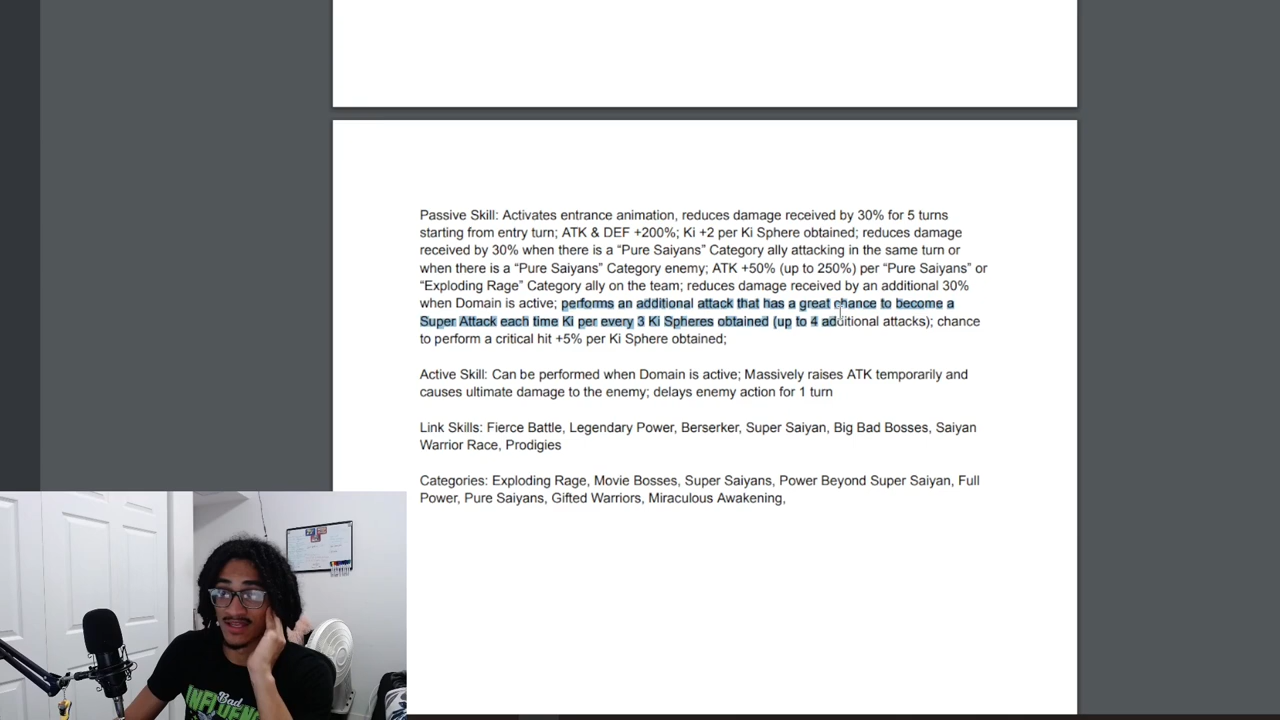 Passive Skill: Activates entrance animation, reduces damage received by 30% for 5 turns
starting from entry turn; ATK & DEF +200%; Ki +2 per Ki Sphere obtained; reduces damage
received by 30% when there is a “Pure Saiyans” Category ally attacking in the same turn or
when there is a “Pure Saiyans” Category enemy; ATK +50% (up to 250%) per “Pure Saiyans” or
“Exploding Rage” Category ally on the team; reduces damage received by an additional 30%
when Domain is active; performs an additional attack that has a great chance to become a
Super Attack each time Ki per every 3 Ki Spheres obtained (up to 4 additional attacks); chance
to perform a critical hit +5% per Ki Sphere obtained;
Active Skill: Can be performed when Domain is active; Massively raises ATK temporarily and
causes ultimate damage to the enemy; delays enemy action for 1 turn
Link Skills: Fierce Battle, Legendary Power, Berserker, Super Saiyan, Big Bad Bosses, Saiyan
Warrior Race, Prodigies
Categories: Exploding Rage, Movie Bosses, Super Saiyans, Power Beyond Super Saiyan, Full
Power, Pure Saiyans, Gifted Warriors, Miraculous Awakening,
Bad